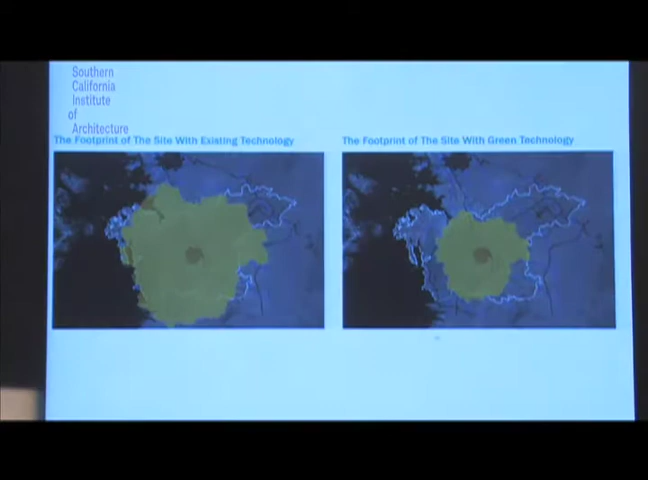 Southern
California
Institute
of
Architecture
The Footprint of The Site With Existing Technology
The Footprint of The Site With Green Technology